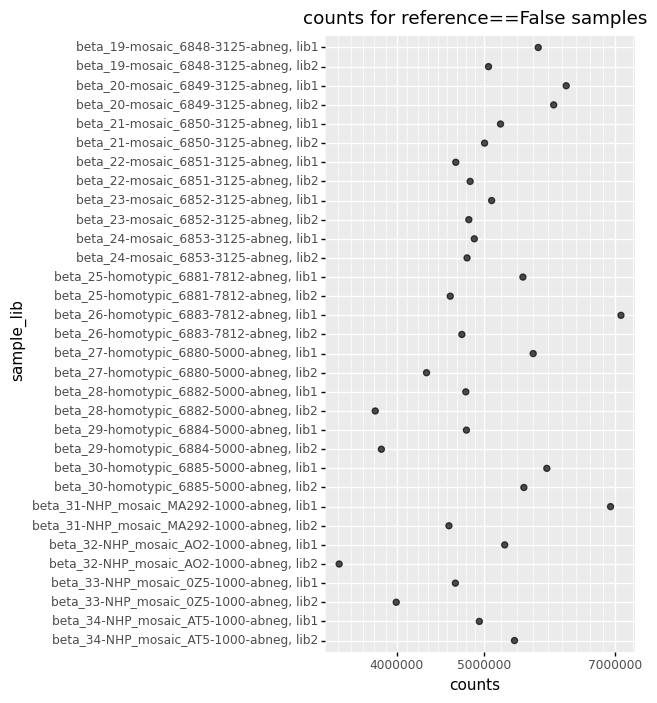 counts for reference==False samples
beta_19-mosaic_6848-3125-abneg, lib1
beta_19-mosaic_6848-3125-abneg, lib2
beta_20-mosaic_6849-3125-abneg, lib1
beta_20-mosaic_6849-3125-abneg, lib2
beta_21-mosaic_6850-3125-abneg, lib1
beta_21-mosaic_6850-3125-abneg, lib2
beta_22-mosaic_6851-3125-abneg, lib1
beta_22-mosaic_6851-3125-abneg, lib2
beta_23-mosaic_6852-3125-abneg, lib1
beta_23-mosaic_6852-3125-abneg, lib2
beta_24-mosaic_6853-3125-abneg, lib1
beta_24-mosaic_6853-3125-abneg, lib2
beta_25-homotypic_6881-7812-abneg, lib1
beta_25-homotypic_6881-7812-abneg, lib2
beta_26-homotypic_6883-7812-abneg, lib1
beta_26-homotypic_6883-7812-abneg, lib2
beta_27-homotypic_6880-5000-abneg, lib1
beta_27-homotypic_6880-5000-abneg, lib2
beta_28-homotypic_6882-5000-abneg, lib1
beta_28-homotypic_6882-5000-abneg, lib2
beta_29-homotypic_6884-5000-abneg, lib1
beta_29-homotypic_6884-5000-abneg, lib2
beta_30-homotypic_6885-5000-abneg, lib1
beta_30-homotypic_6885-5000-abneg, lib2
beta_31-NHP_mosaic_MA292-1000-abneg, lib1
beta_31-NHP_mosaic_MA292-1000-abneg, lib2
beta_32-NHP_mosaic_AO2-1000-abneg, lib1
beta_32-NHP_mosaic_AO2-1000-abneg, lib2
beta_33-NHP_mosaic_0Z5-1000-abneg, lib1
beta_33-NHP_mosaic_0Z5-1000-abneg, lib2
beta_34-NHP_mosaic_AT5-1000-abneg, lib1
beta_34-NHP_mosaic_AT5-1000-abneg, lib2
sample_lib
4000000 5000000 7000000
counts